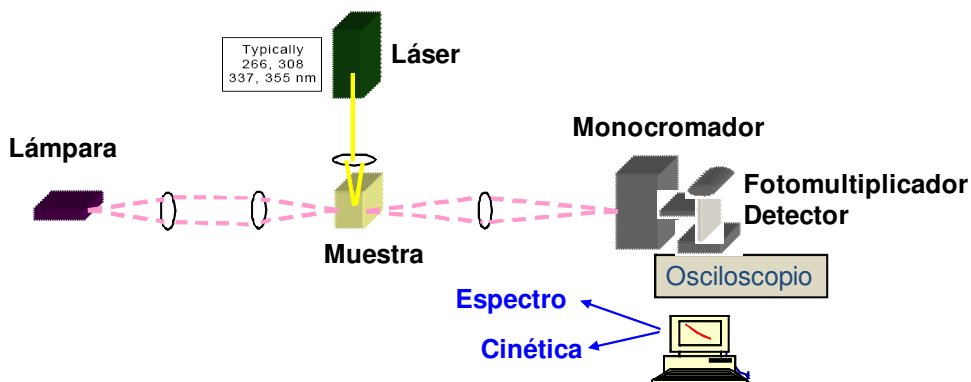 Typically
266, 308
337, 355 nm
Láser
Lámpara
Monocromador
Fotomultiplicador
Detector
Muestra
Osciloscopio
Espectro
Cinética